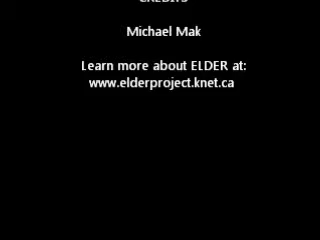 CREDITS
Michael Mak
Learn more about ELDER at:
www.elderproject.knet.ca